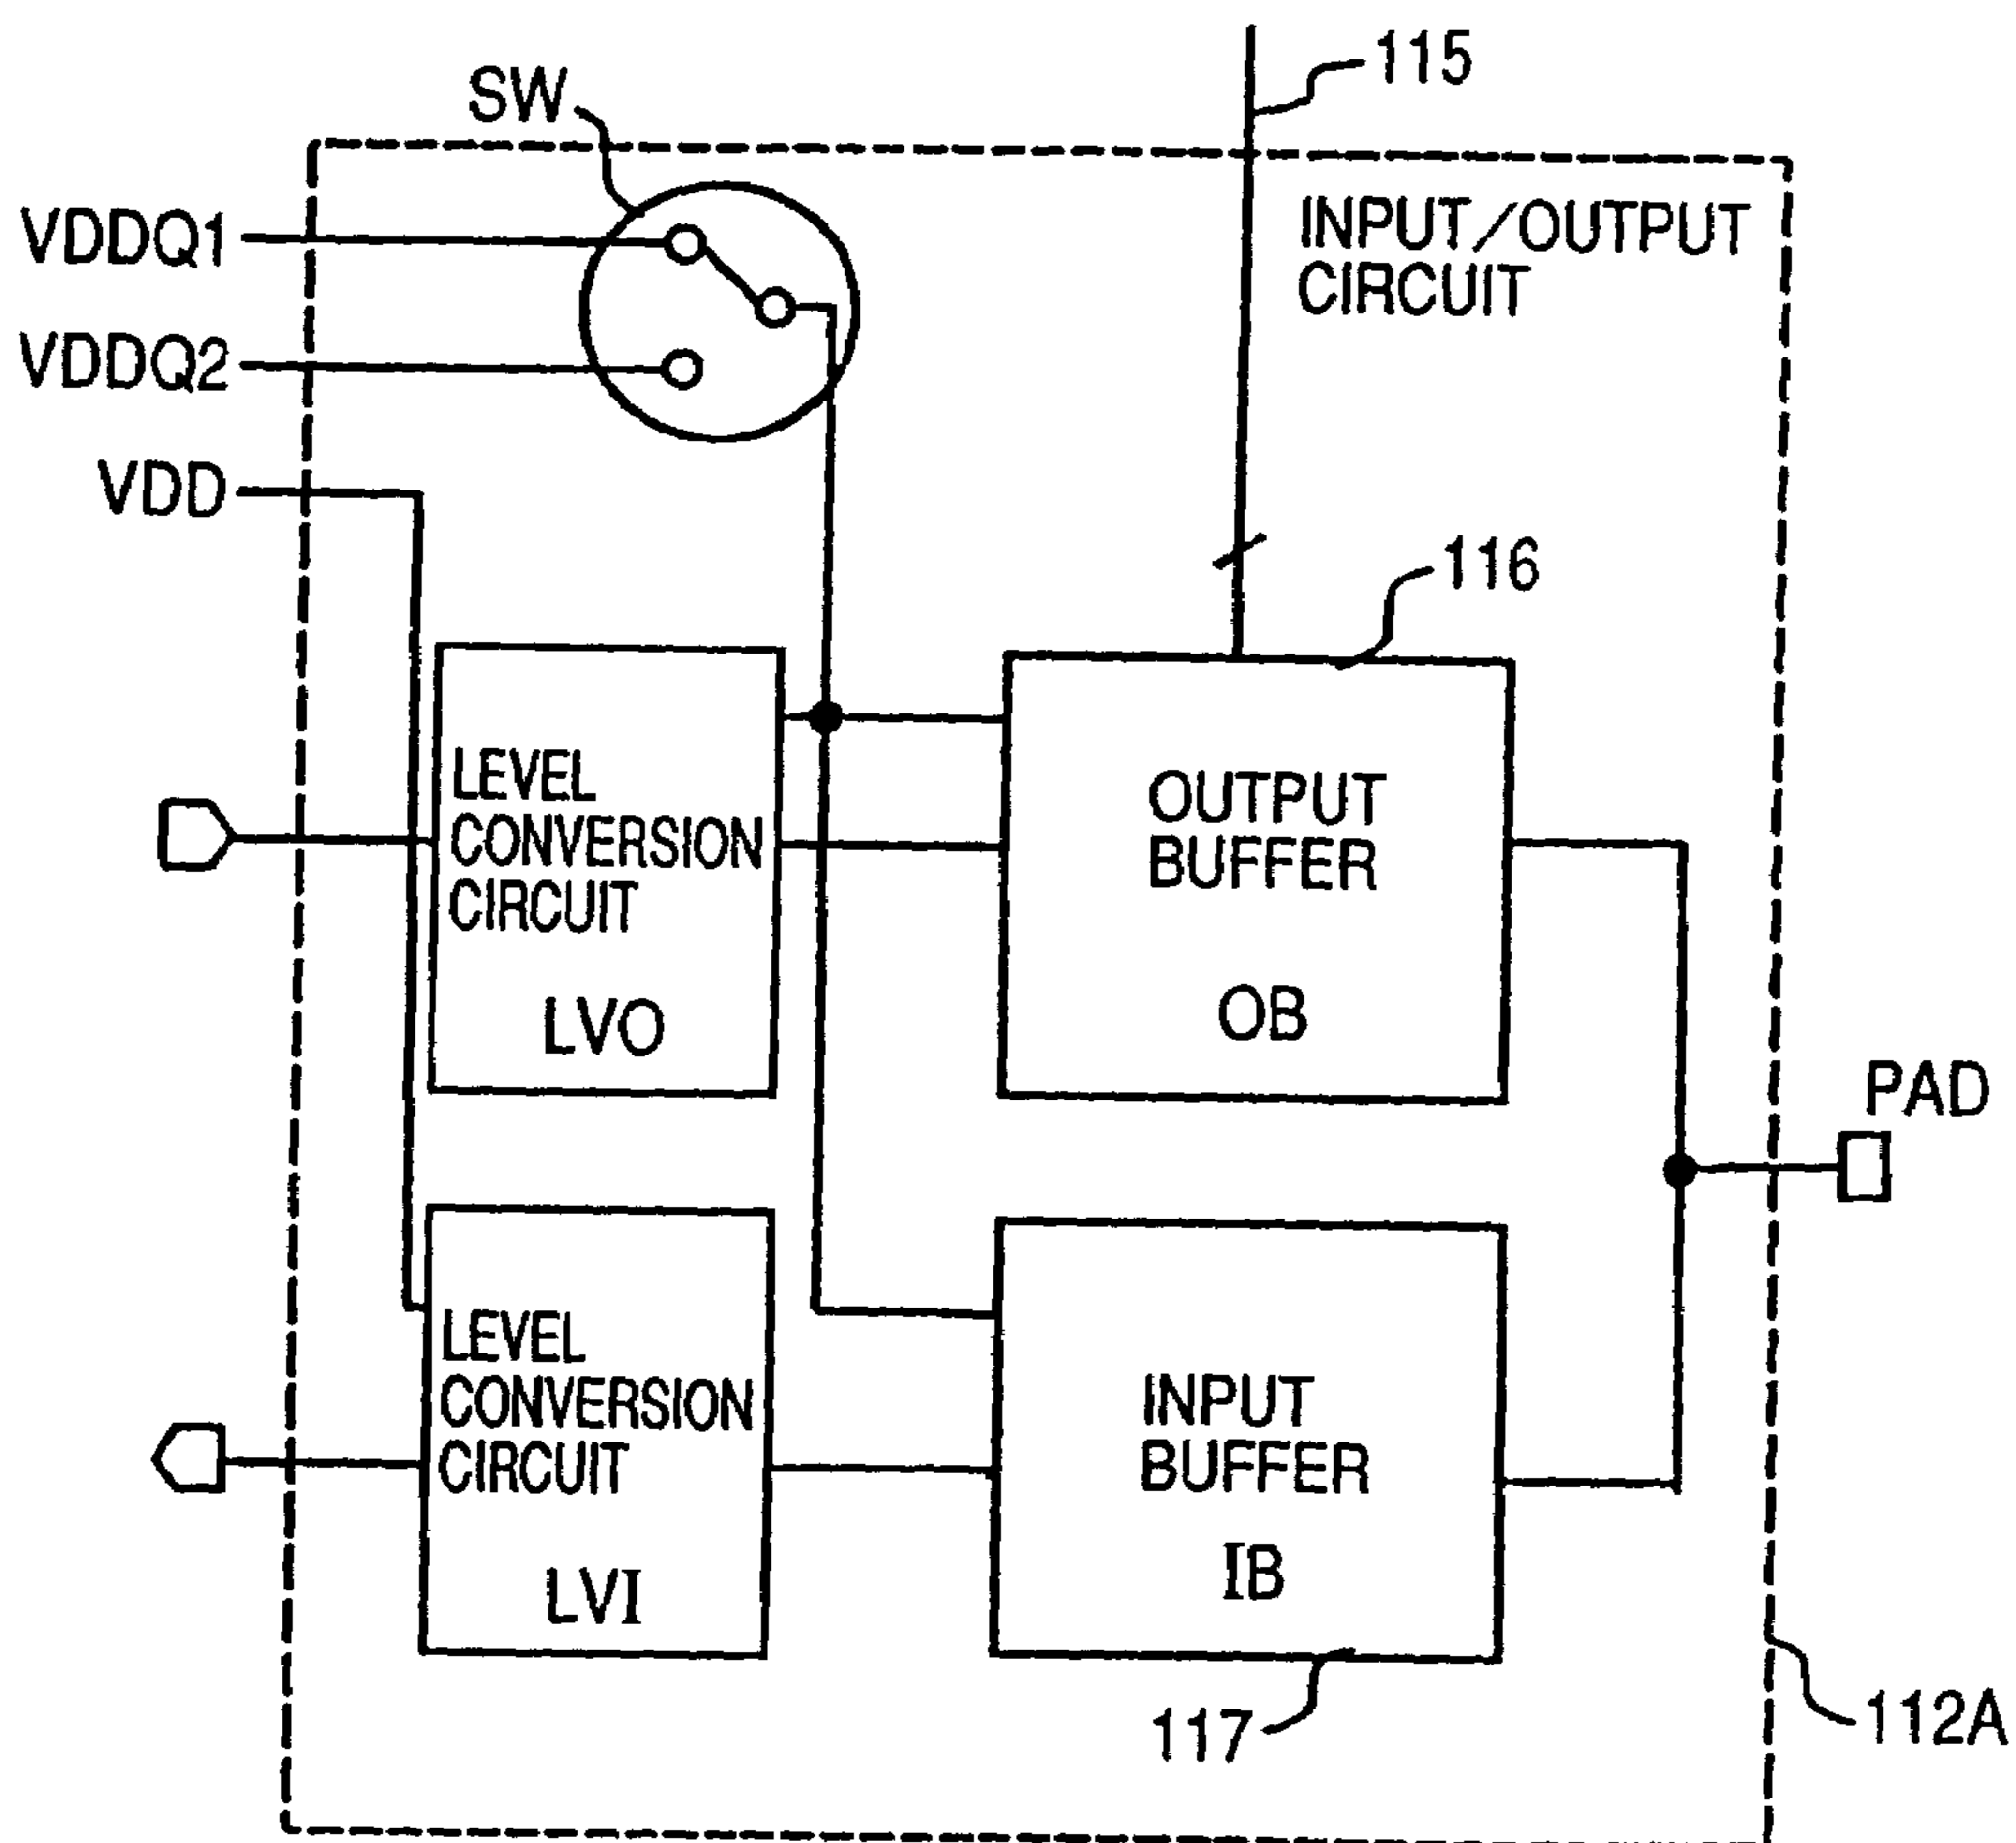 115
SW
VDDQ1
INPUT/OUTPUT
CIRCUIT
VDDQ2
VDD
116
LEVEL
CONVERSION
CIRCUIT
LVO
OUTPUT
BUFFER
OB
PAD
LEVEL
CONVERSION
CIRCUIT
LVI
INPUT
BUFFER
IB
117
112A